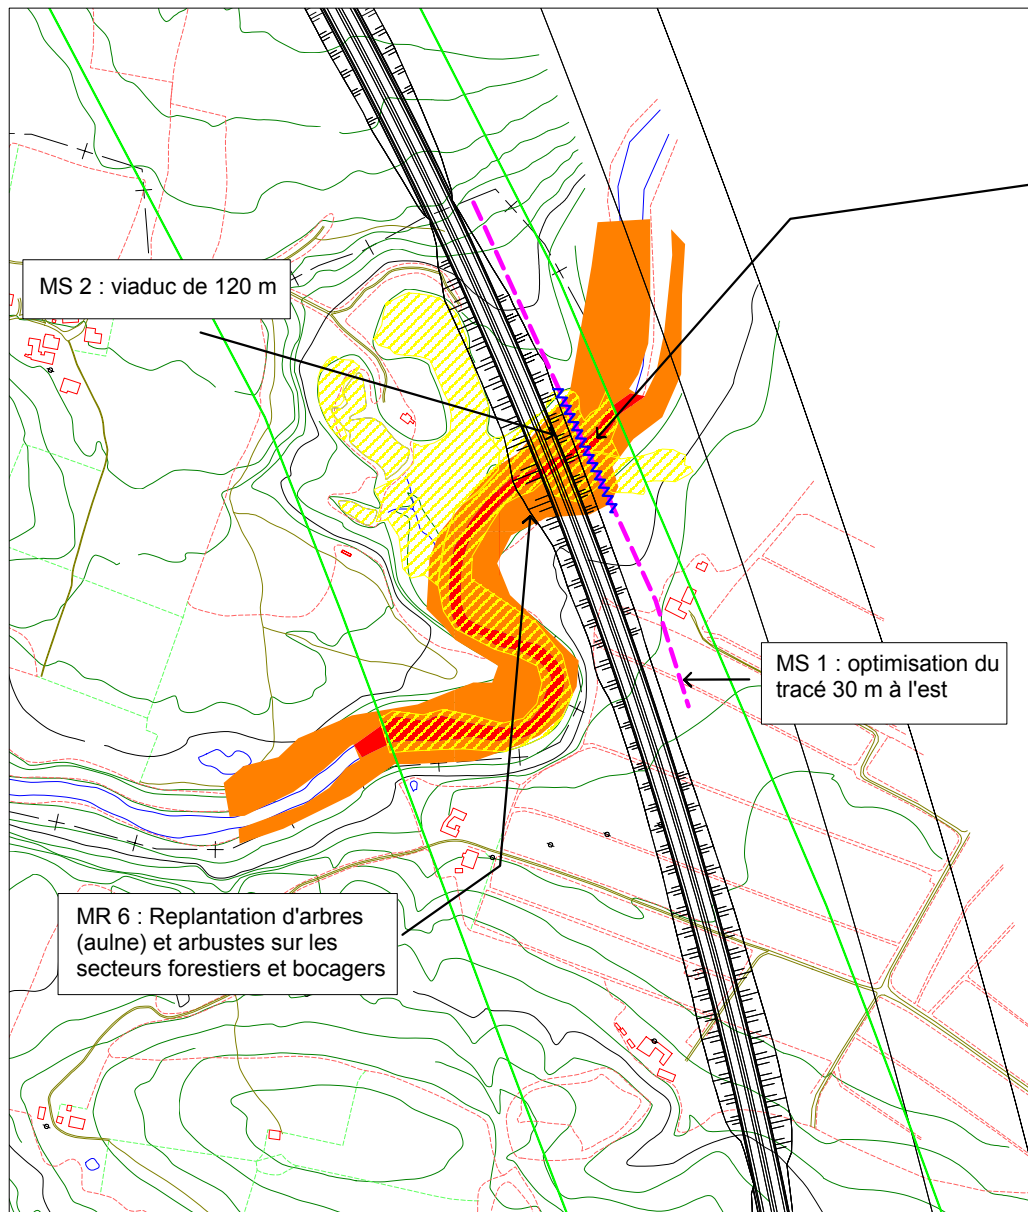 MS 2 : viaduc de 120 m
MS 1 : optimisation du
tracé 30 m à l'est
MR 6 : Replantation d'arbres
(aulne) et arbustes sur les
secteurs forestiers et bocagers